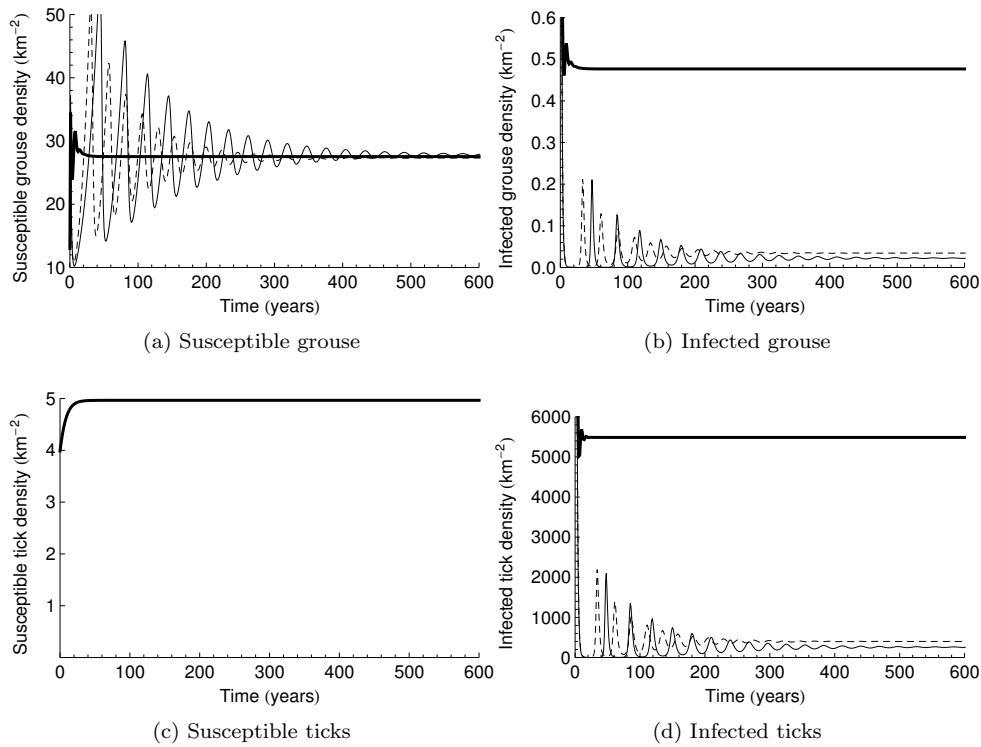 50
40
30
20
10
0 100 200 300 400 500 600
Susceptible grouse density (km⁻²)
Time (years)
(a) Susceptible grouse
0.6
0.5
0.4
0.3
0.2
0.1
0.0
0 100 200 300 400 500 600
Infected grouse density (km⁻²)
Time (years)
(b) Infected grouse
5
4
3
2
1
0 100 200 300 400 500 600
Susceptible tick density (km⁻²)
Time (years)
(c) Susceptible ticks
6000
5000
4000
3000
2000
1000
0
0 100 200 300 400 500 600
Infected tick density (km⁻²)
Time (years)
(d) Infected ticks